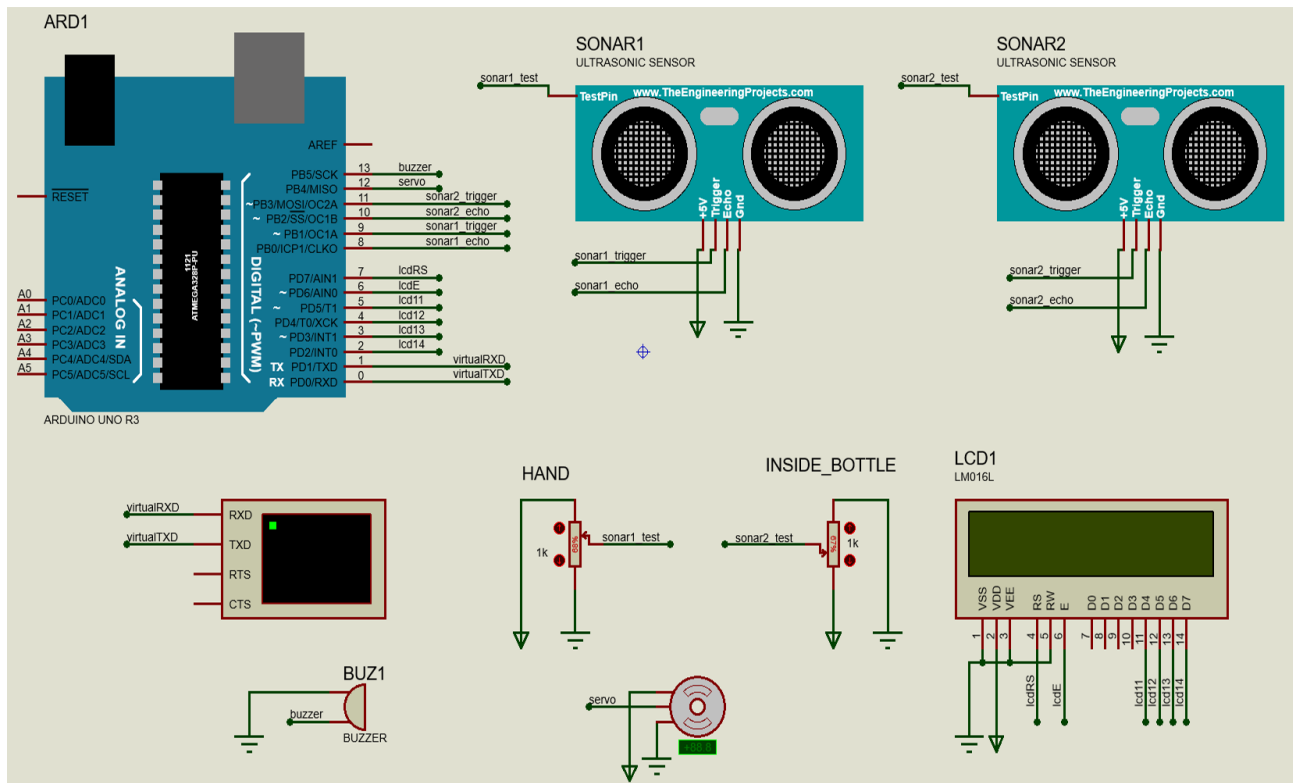 ARD1
AREF
RESET
PB5/SCK 13 buzzer
PB4/MISO 12 servo
~PB3/MOSI/OC2A 11 sonar2_trigger
~ PB2/SS/OC1B 10 sonar2_echo
~ PB1/OC1A 9 sonar1_trigger
PB0/ICP1/CLKO 8 sonar1_echo
PD7/AIN1 7 lcdRS
~ PD6/AIN0 6 lcdE
~ PD5/T1 5 lcd11
PD4/T0/XCK 4 lcd12
~ PD3/INT1 3 lcd13
PD2/INT0 2 lcd14
TX PD1/TXD 1 virtualRXD
RX PD0/RXD 0 virtualTXD
A0 PC0/ADC0
A1 PC1/ADC1
A2 PC2/ADC2
A3 PC3/ADC3
A4 PC4/ADC4/SDA
A5 PC5/ADC5/SCL
ANALOG IN
1121
ATMEGA328P-PU
DIGITAL (~PWM)
ARDUINO UNO R3
SONAR1
ULTRASONIC SENSOR
sonar1_test
TestPin
www.TheEngineeringProjects.com
+5V
Trigger
Echo
Gnd
sonar1_trigger
sonar1_echo
SONAR2
ULTRASONIC SENSOR
sonar2_test
TestPin
www.TheEngineeringProjects.com
+5V
Trigger
Echo
Gnd
sonar2_trigger
sonar2_echo
virtualRXD RXD
virtualTXD TXD
RTS
CTS
HAND
1k
sonar1_test
INSIDE_BOTTLE
sonar2_test
67%
1k
LCD1
LM016L
VSS
VDD
VEE
RS
RW
E
D0
D1
D2
D3
D4
D5
D6
D7
1
2
3
4
5
6
7
8
9
10
11
12
13
14
lcdRS
lcdE
lcd11
lcd12
lcd13
lcd14
BUZ1
buzzer
BUZZER
servo
+88.8